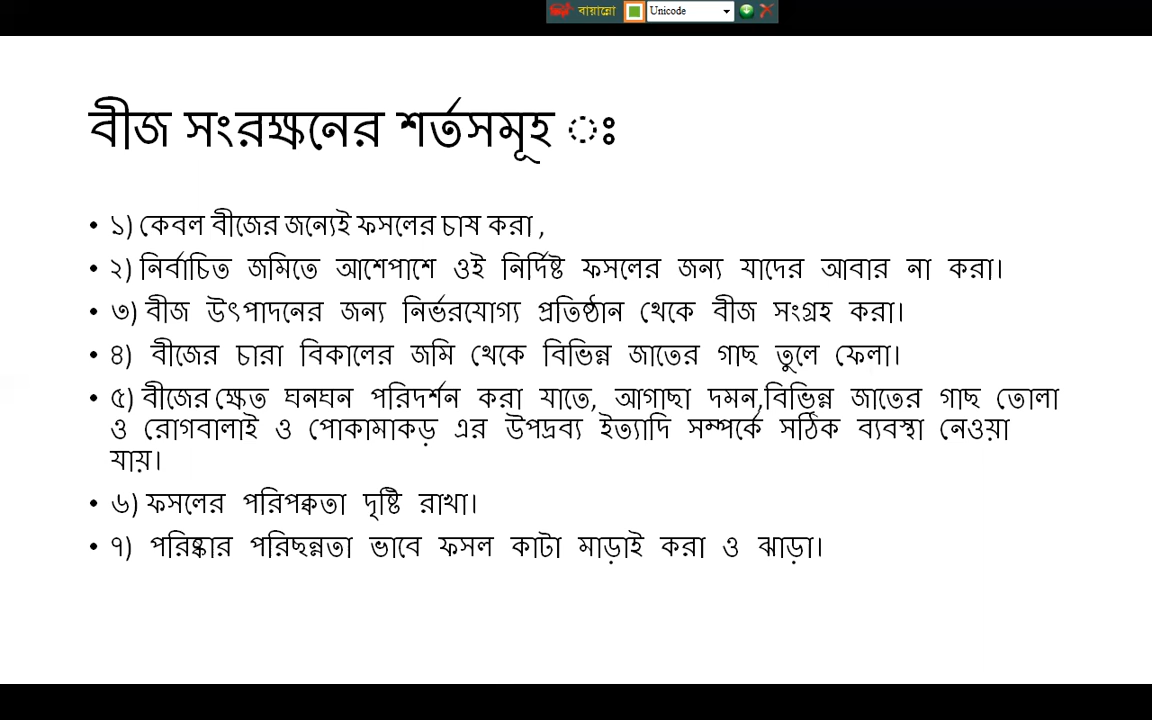 বায়ান্নো Unicode
বীজ সংরক্ষনের শর্তসমূহ ঃ
• ১) কেবল বীজের জন্যেই ফসলের চাষ করা ,
• ২) নির্বাচিত জমিতে আশেপাশে ওই নির্দিষ্ট ফসলের জন্য যাদের আবার না করা।
• ৩) বীজ উৎপাদনের জন্য নির্ভরযোগ্য প্রতিষ্ঠান থেকে বীজ সংগ্রহ করা।
• ৪) বীজের চারা বিকালের জমি থেকে বিভিন্ন জাতের গাছ তুলে ফেলা।
• ৫) বীজের ক্ষেত ঘনঘন পরিদর্শন করা যাতে, আগাছা দমন,বিভিন্ন জাতের গাছ তোলা
ও রোগবালাই ও পোকামাকড় এর উপদ্রব্য ইত্যাদি সম্পর্কে সঠিক ব্যবস্থা নেওয়া
যায়।
• ৬) ফসলের পরিপক্কতা দৃষ্টি রাখা।
• ৭) পরিষ্কার পরিছন্নতা ভাবে ফসল কাটা মাড়াই করা ও ঝাড়া।